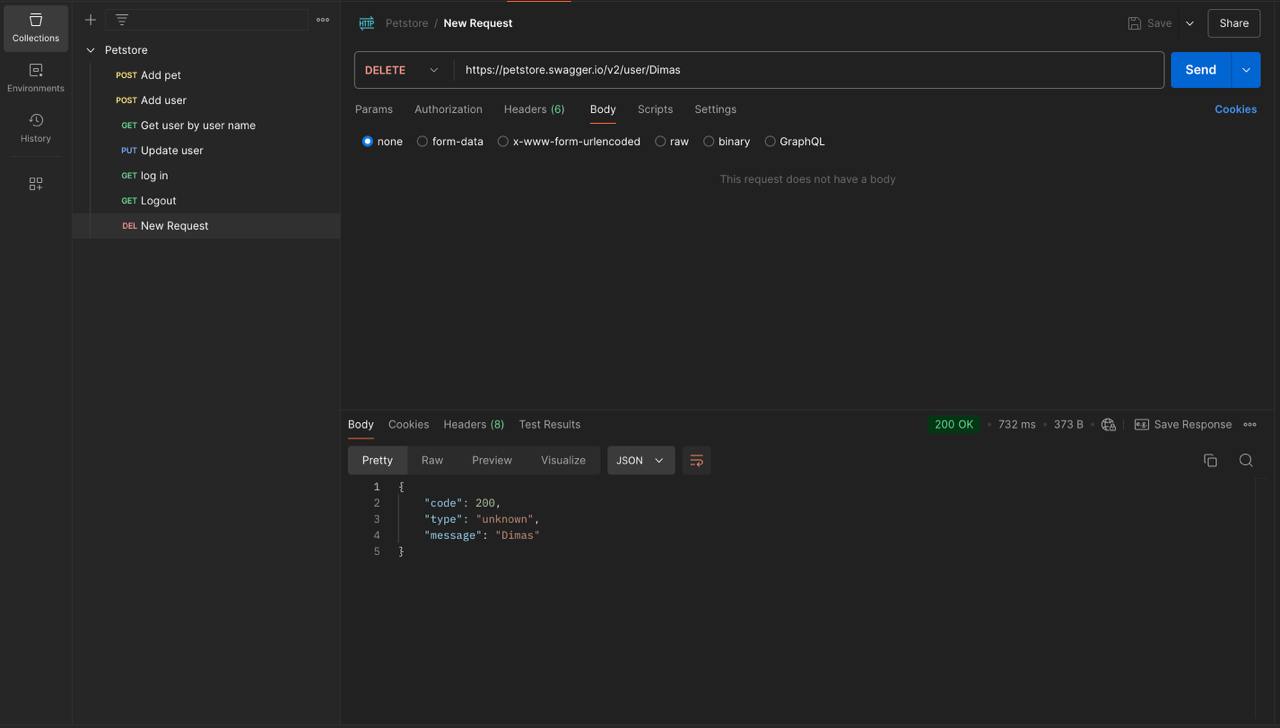 Collections
Environments
History
Petstore
POST Add pet
POST Add user
GET Get user by user name
PUT Update user
GET log in
GET Logout
DEL New Request
HTTP Petstore / New Request
Save
Share
DELETE https://petstore.swagger.io/v2/user/Dimas
Send
Params Authorization Headers (6) Body Scripts Settings Cookies
none form-data x-www-form-urlencoded raw binary GraphQL
This request does not have a body
Body Cookies Headers (8) Test Results 200 OK 732 ms 373 B Save Response
Pretty Raw Preview Visualize JSON
1 {
2 "code": 200,
3 "type": "unknown",
4 "message": "Dimas"
5 }